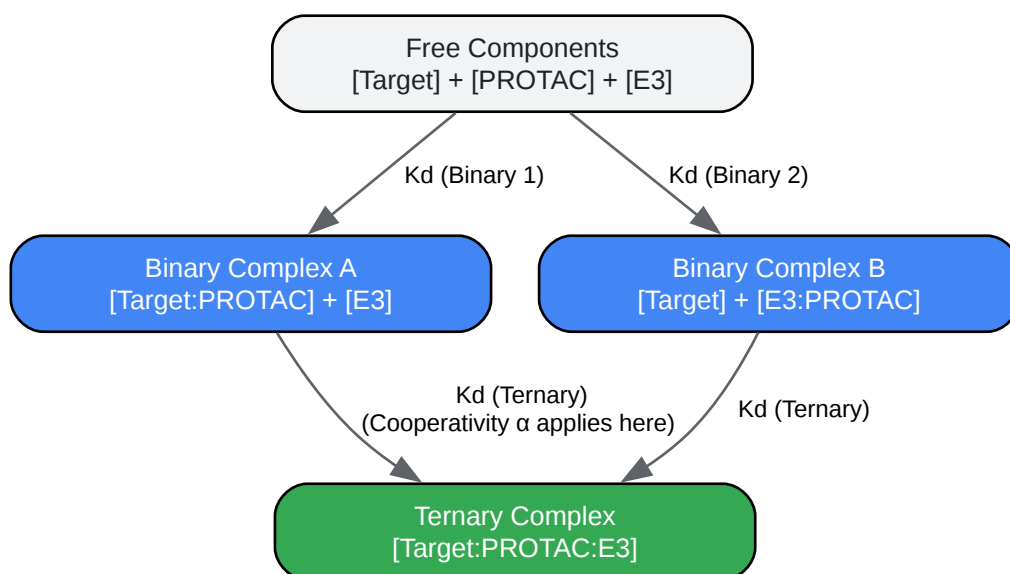 Free Components
[Target] + [PROTAC] + [E3]
Kd (Binary 1)
Kd (Binary 2)
Binary Complex A
[Target:PROTAC] + [E3]
Binary Complex B
[Target] + [E3:PROTAC]
Kd (Ternary)
(Cooperativity α applies here)
Kd (Ternary)
Ternary Complex
[Target:PROTAC:E3]